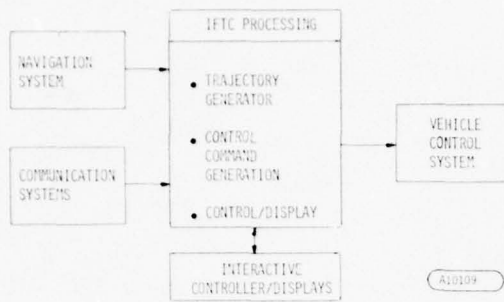 IFTC PROCESSING
NAVIGATION
SYSTEM
• TRAJECTORY
GENERATOR
• CONTROL
COMMAND
GENERATION
• CONTROL/DISPLAY
COMMUNICATION
SYSTEMS
VEHICLE
CONTROL
SYSTEM
INTERACTIVE
CONTROLLER/DISPLAYS
A10109